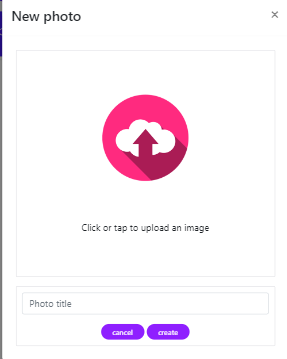 New photo
×
Click or tap to upload an image
Photo title
cancel create